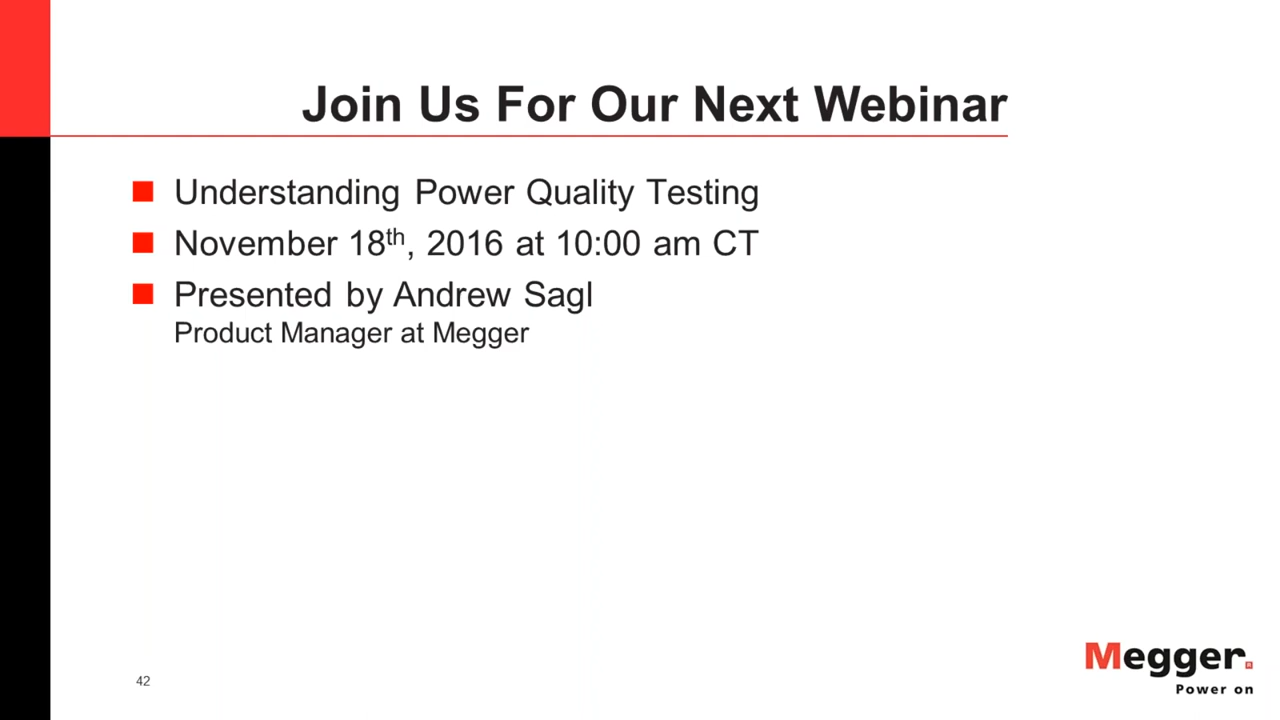 Join Us For Our Next Webinar
Understanding Power Quality Testing
November 18th, 2016 at 10:00 am CT
Presented by Andrew Sagl
Product Manager at Megger
42
Megger.
Power on